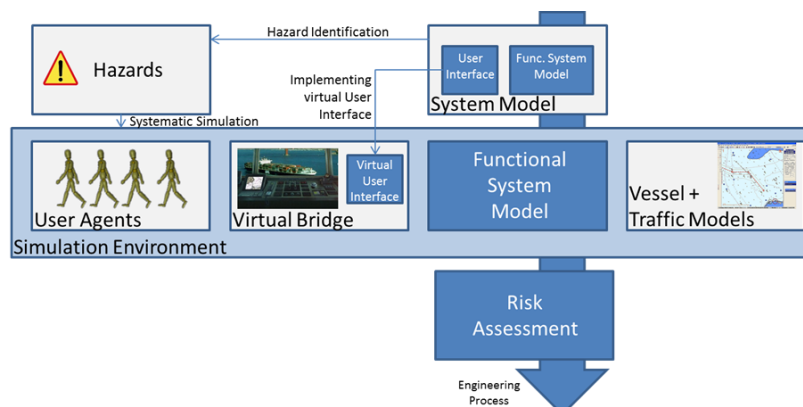 Hazard Identification
Hazards
User
Interface
Func. System
Model
System Model
Implementing
virtual User
Interface
Systematic Simulation
User Agents
Virtual
User
Interface
Virtual Bridge
Functional
System
Model
Vessel +
Traffic Models
Simulation Environment
Risk
Assessment
Engineering
Process